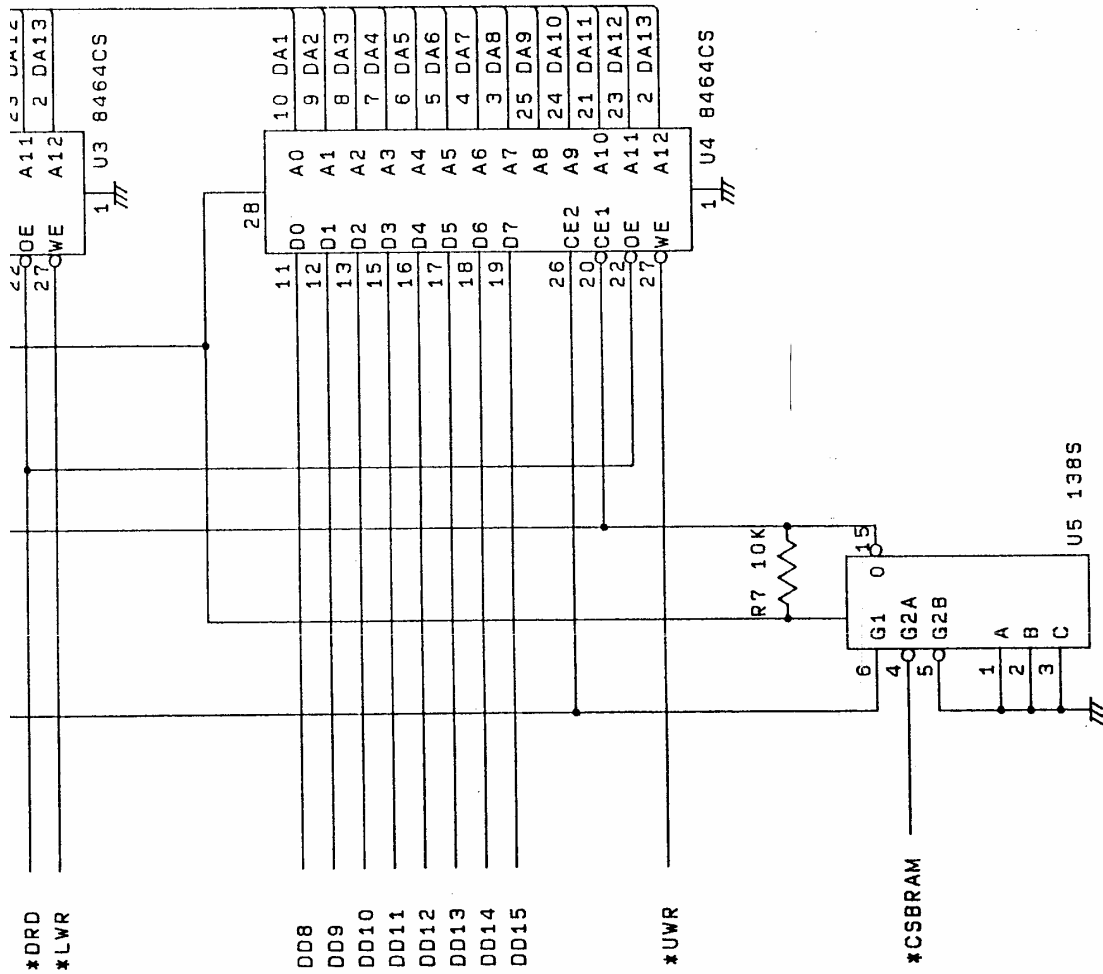 23 DA12
2 DA13
22 OE A11
27 WE A12
1
U3 8464CS
28
11 D0 A0 10 DA1
12 D1 A1 9 DA2
13 D2 A2 8 DA3
15 D3 A3 7 DA4
16 D4 A4 6 DA5
17 D5 A5 5 DA6
18 D6 A6 4 DA7
19 D7 A7 3 DA8
A8 25 DA9
26 CE2 A9 24 DA10
20 CE1 A10 21 DA11
22 OE A11 23 DA12
27 WE A12 2 DA13
1
U4 8464CS
R7 10K
O 15
6 G1
4 G2A
5 G2B
1 A
2 B
3 C
U5 138S
*DRD
*LWR
DD8
DD9
DD10
DD11
DD12
DD13
DD14
DD15
*UWR
*CSBRAM